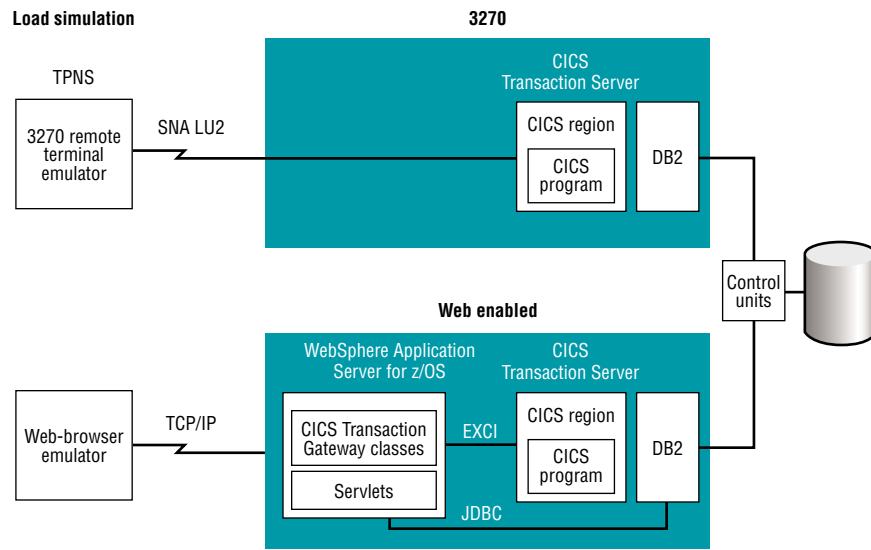 Load simulation
3270
TPNS
3270 remote
terminal
emulator
SNA LU2
CICS
Transaction Server
CICS region
CICS
program
DB2
Control
units
Web enabled
WebSphere Application
Server for z/OS
CICS
Transaction Server
Web-browser
emulator
TCP/IP
CICS Transaction
Gateway classes
Servlets
EXCI
JDBC
CICS region
CICS
program
DB2